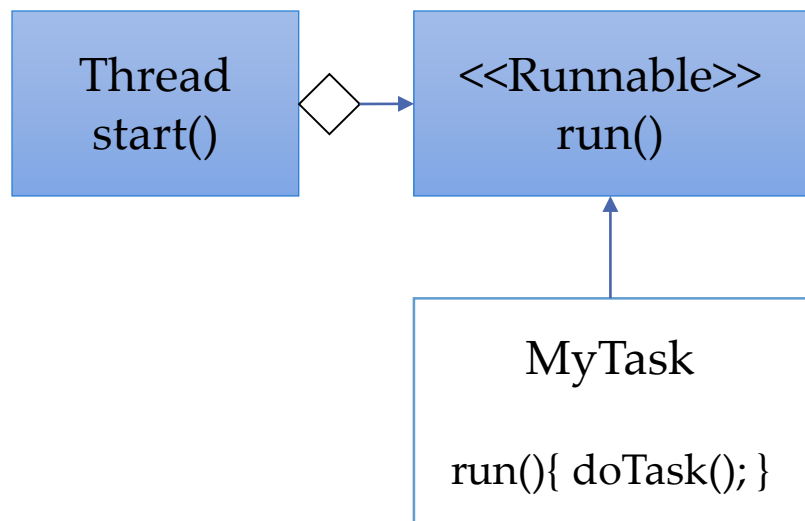 Thread
start()
<<Runnable>>
run()
MyTask
run(){ doTask(); }